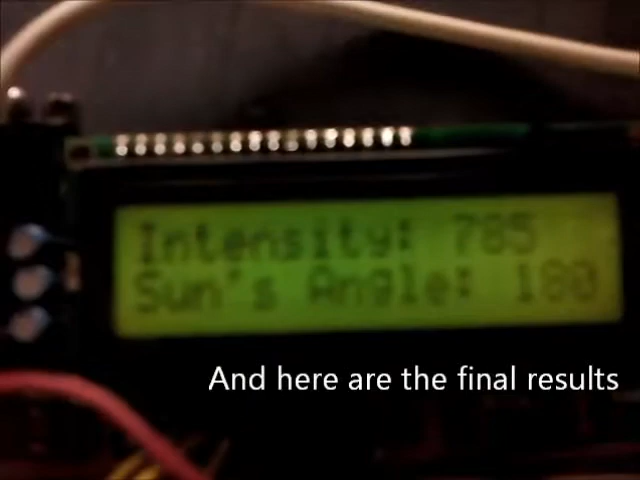 Intensity: 785
Sun's Angle: 180
And here are the final results